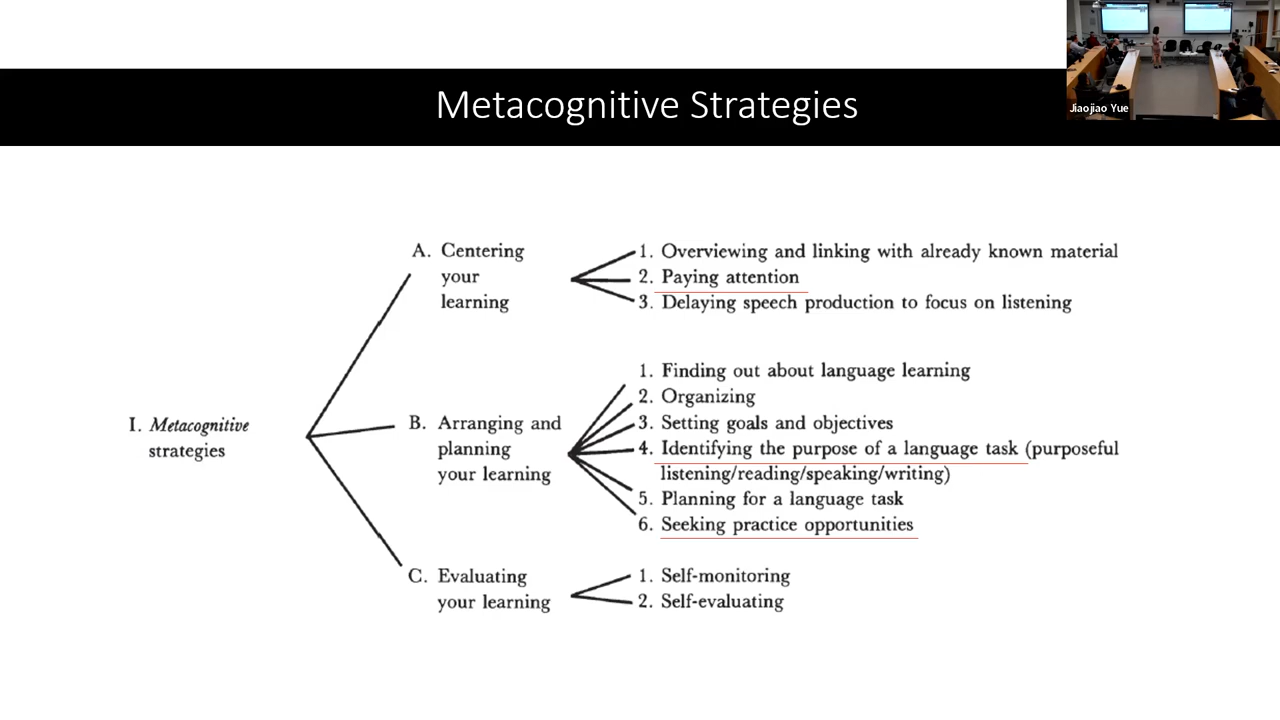 Jiaojiao Yue
Metacognitive Strategies
I. Metacognitive
strategies
A. Centering
your
learning
1. Overviewing and linking with already known material
2. Paying attention
3. Delaying speech production to focus on listening
B. Arranging and
planning
your learning
1. Finding out about language learning
2. Organizing
3. Setting goals and objectives
4. Identifying the purpose of a language task (purposeful
listening/reading/speaking/writing)
5. Planning for a language task
6. Seeking practice opportunities
C. Evaluating
your learning
1. Self-monitoring
2. Self-evaluating